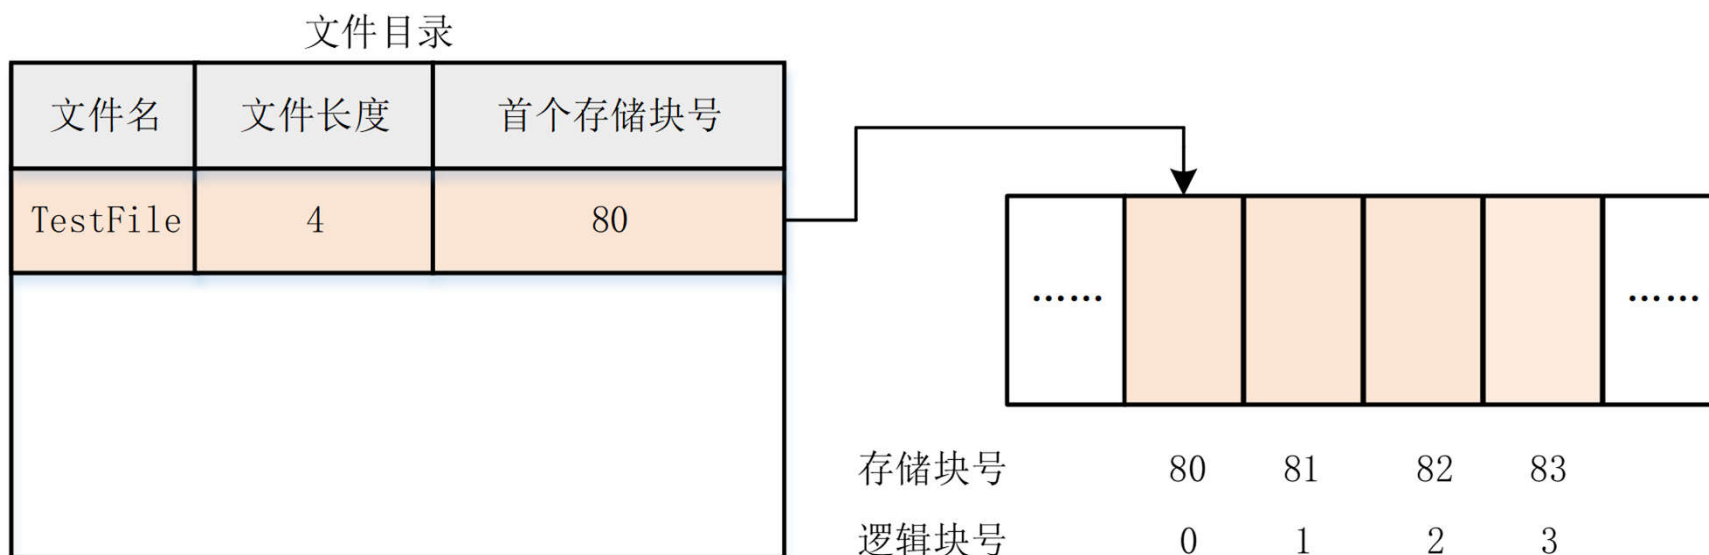 文件目录
文件名 文件长度 首个存储块号
TestFile 4 80
…… ……
存储块号 80 81 82 83
逻辑块号 0 1 2 3